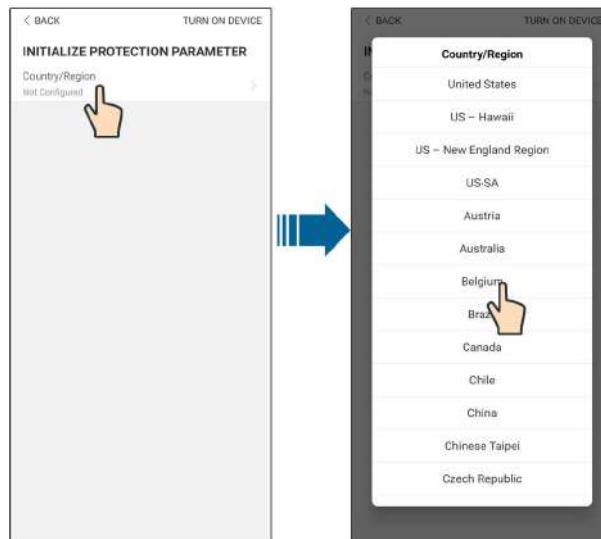 < BACK TURN ON DEVICE
INITIALIZE PROTECTION PARAMETER
Country/Region
Not Configured
< BACK TURN ON DEVICE
Country/Region
United States
US – Hawaii
US – New England Region
US-SA
Austria
Australia
Belgium
Canada
Chile
China
Chinese Taipei
Czech Republic